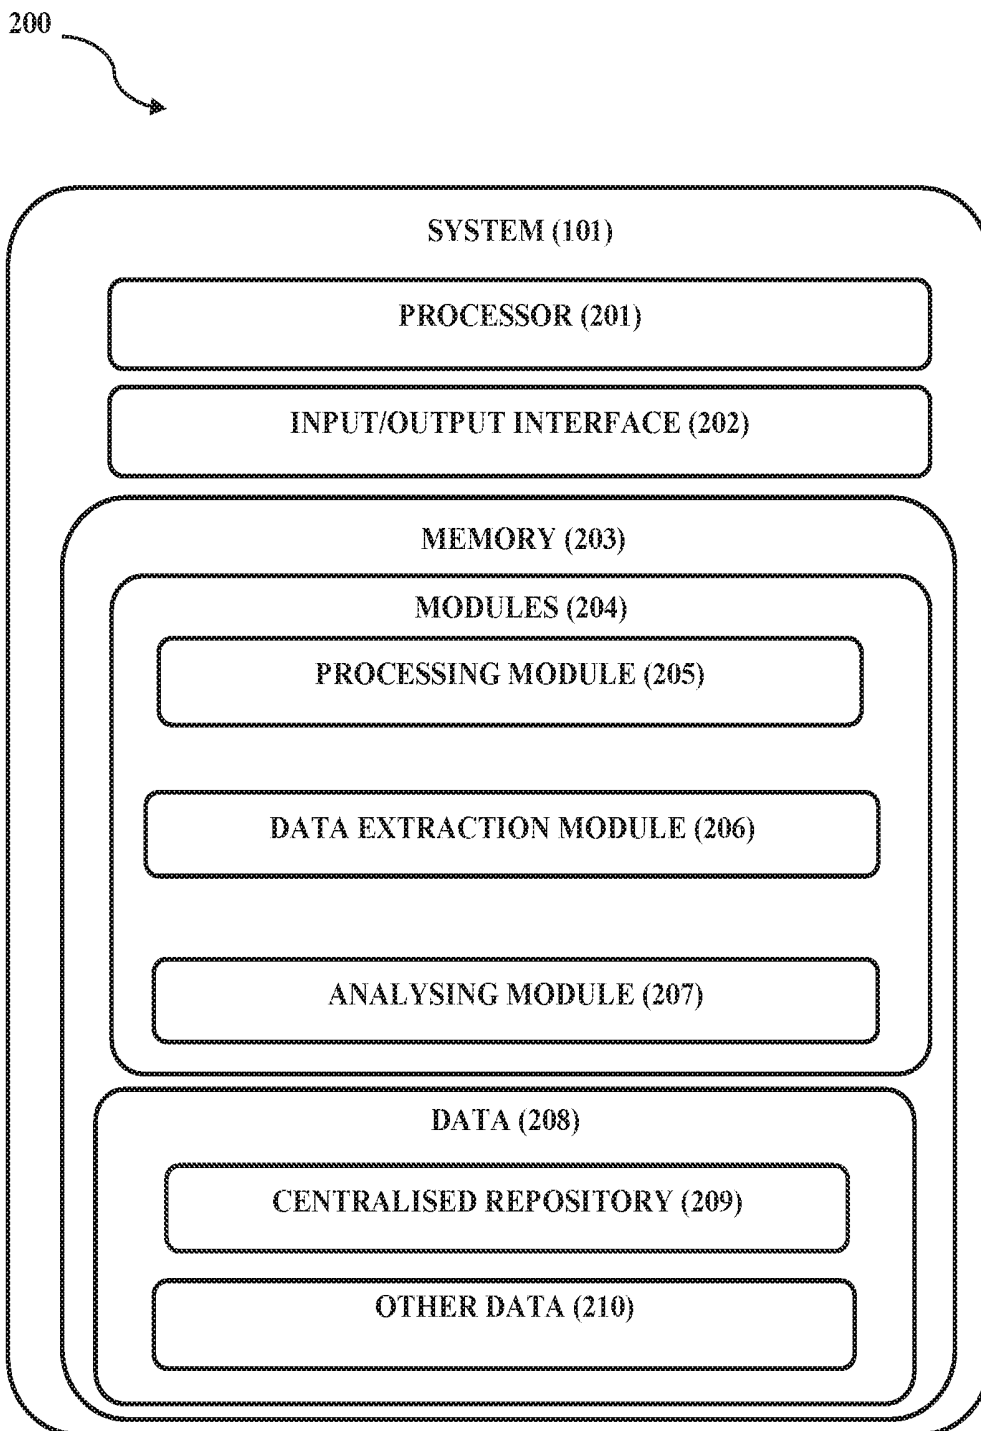 200
SYSTEM (101)
PROCESSOR (201)
INPUT/OUTPUT INTERFACE (202)
MEMORY (203)
MODULES (204)
PROCESSING MODULE (205)
DATA EXTRACTION MODULE (206)
ANALYSING MODULE (207)
DATA (208)
CENTRALISED REPOSITORY (209)
OTHER DATA (210)